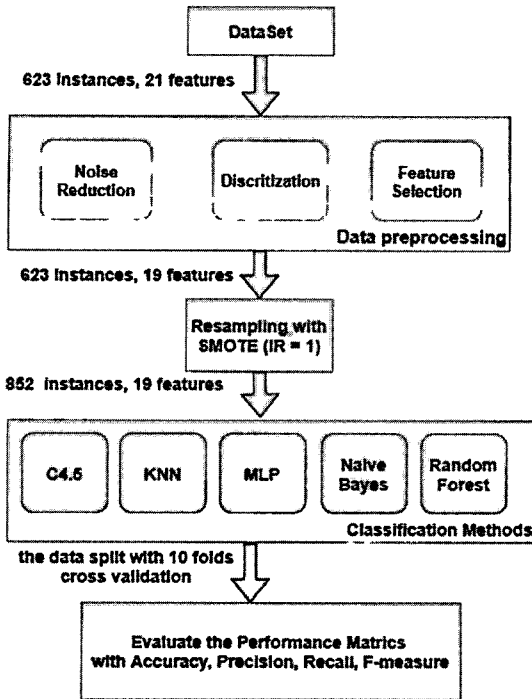 DataSet
623 Instances, 21 features
Noise
Reduction
Discritization
Feature
Selection
Data preprocessing
623 Instances, 19 features
Resampling with
SMOTE (IR = 1)
852 Instances, 19 features
C4.5
KNN
MLP
Naive
Bayes
Random
Forest
Classification Methods
the data split with 10 folds
cross validation
Evaluate the Performance Matrics
with Accuracy, Precision, Recall, F-measure